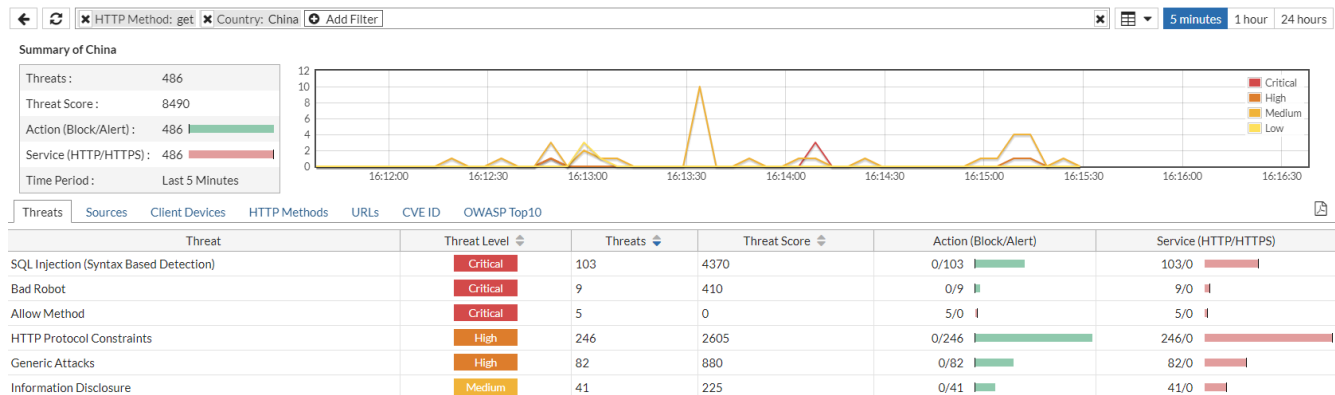 HTTP Method: get Country: China Add Filter 5 minutes 1 hour 24 hours
Summary of China
Threats : 486
Threat Score : 8490
Action (Block/Alert) : 486
Service (HTTP/HTTPS) : 486
Time Period : Last 5 Minutes
12
10
8
6
4
2
0
16:12:00 16:12:30 16:13:00 16:13:30 16:14:00 16:14:30 16:15:00 16:15:30 16:16:00 16:16:30
Critical
High
Medium
Low
Threats Sources Client Devices HTTP Methods URLs CVE ID OWASP Top10
Threat Threat Level Threats Threat Score Action (Block/Alert) Service (HTTP/HTTPS)
SQL Injection (Syntax Based Detection) Critical 103 4370 0/103 103/0
Bad Robot Critical 9 410 0/9 9/0
Allow Method Critical 5 0 5/0 5/0
HTTP Protocol Constraints High 246 2605 0/246 246/0
Generic Attacks High 82 880 0/82 82/0
Information Disclosure Medium 41 225 0/41 41/0